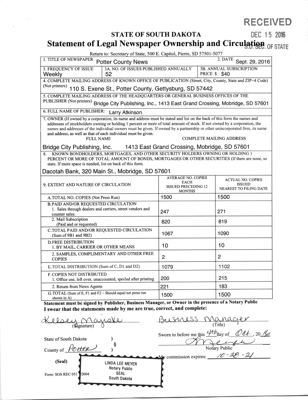 RECEIVED
DEC 15 2016
S.D. SEC. OF STATE
STATE OF SOUTH DAKOTA
Statement of Legal Newspaper Ownership and Circulation
Return to: Secretary of State, 500 E. Capitol, Pierre, SD 57501-5077
1. TITLE OF NEWSPAPER Potter County News
2. DATE Sept. 29, 2016
3. FREQUENCY OF ISSUE Weekly
3A. NO. OF ISSUES PUBLISHED ANNUALLY 52
3B. ANNUAL SUBSCRIPTION PRICE $ $40
4. COMPLETE MAILING ADDRESS OF KNOWN OFFICE OF PUBLICATION (Street, City, County, State and ZIP+4 Code) (Not printers)
110 S. Exene St., Potter County, Gettysburg, SD 57442
5. COMPLETE MAILING ADDRESS OF THE HEADQUARTERS OF GENERAL BUSINESS OFFICES OF THE
PUBLISHER (Not printer) Bridge City Publishing, Inc., 1413 East Grand Crossing, Mobridge, SD 57601
6. FULL NAME OF PUBLISHER: Larry Atkinson
7. OWNER (If owned by a corporation, its name and address must be stated and also on the back of this form the names and
addresses of stockholders owning or holding 1 percent or more of total amount of stock. If not owned by a corporation, the
names and addresses of the individual owners must be given. If owned by a partnership or other unincorporated firm, its name
and address, as well as that of each individual must be given.
FULL NAME COMPLETE MAILING ADDRESS
Bridge City Publishing, Inc. 1413 East Grand Crossing, Mobridge, SD 57601
8. KNOWN BONDHOLDERS, MORTGAGES, AND OTHER SECURITY HOLDERS OWNING OR HOLDING 1
PERCENT OR MORE TOTAL AMOUNT OF BONDS, MORTGAGES OR OTHER SECURITIES (If there are none, so
state. If more space is needed, list on back of this form.
Dacotah Bank, 320 Main St., Mobridge, SD 57601
9. EXTENT AND NATURE OF CIRCULATION
AVERAGE NO. COPIES EACH ISSUED PRECEDING 12 MONTHS
ACTUAL NO. COPIES ISSUED NEAREST TO FILING DATE
A. TOTAL NO. COPIES (Net Press Run) 1500 1500
B. PAID AND/OR REQUESTED CIRCULATION
1. Sales through dealers and carriers, street vendors and counter sales. 247 271
2. Mail Subscription (Paid and or requested) 820 819
C. TOTAL PAID AND/OR REQUESTED CIRCULATION (Sum of 9B1 and 9B2) 1067 1090
D. FREE DISTRIBUTION
1. BY MAIL, CARRIER OR OTHER MEANS 10 10
2. SAMPLES, COMPLIMENTARY AND OTHER FREE COPIES 2 2
E. TOTAL DISTRIBUTION (Sum of C, D1 and D2) 1079 1102
F. COPIES NOT DISTRIBUTED
1. Office use, left over, unaccounted, spoiled after printing 200 215
2. Return from News Agents 221 183
G. TOTAL (Sum of E, F1 and F2 - Should equal net press run shown in A) 1500 1500
Statement must be signed by Publisher, Business Manager, or Owner in the presence of a Notary Public
I swear that the statements made by me are true, correct, and complete:
Business Manager
(Signature) (Title)
State of South Dakota )
County of Potter )
Sworn to before me this 4th day of Oct. 20
Notary Public
commission expires: 10-28-21
(Seal)
LINDA LEE MEYER
Notary Public
SEAL
South Dakota
Form: SOS REC 051 2004